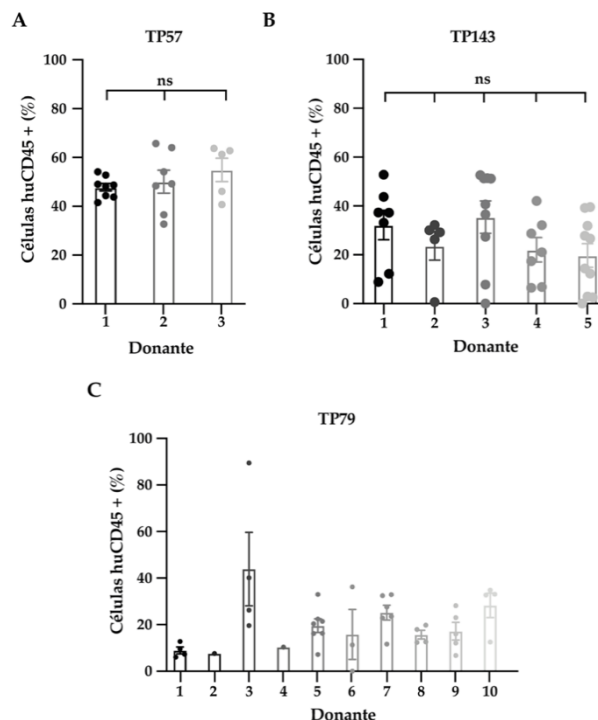 A
TP57
ns
Células huCD45 + (%)
100
80
60
40
20
0
1 2 3
Donante
B
TP143
ns
Células huCD45 + (%)
100
80
60
40
20
0
1 2 3 4 5
Donante
C
TP79
Células huCD45 + (%)
100
80
60
40
20
0
1 2 3 4 5 6 7 8 9 10
Donante